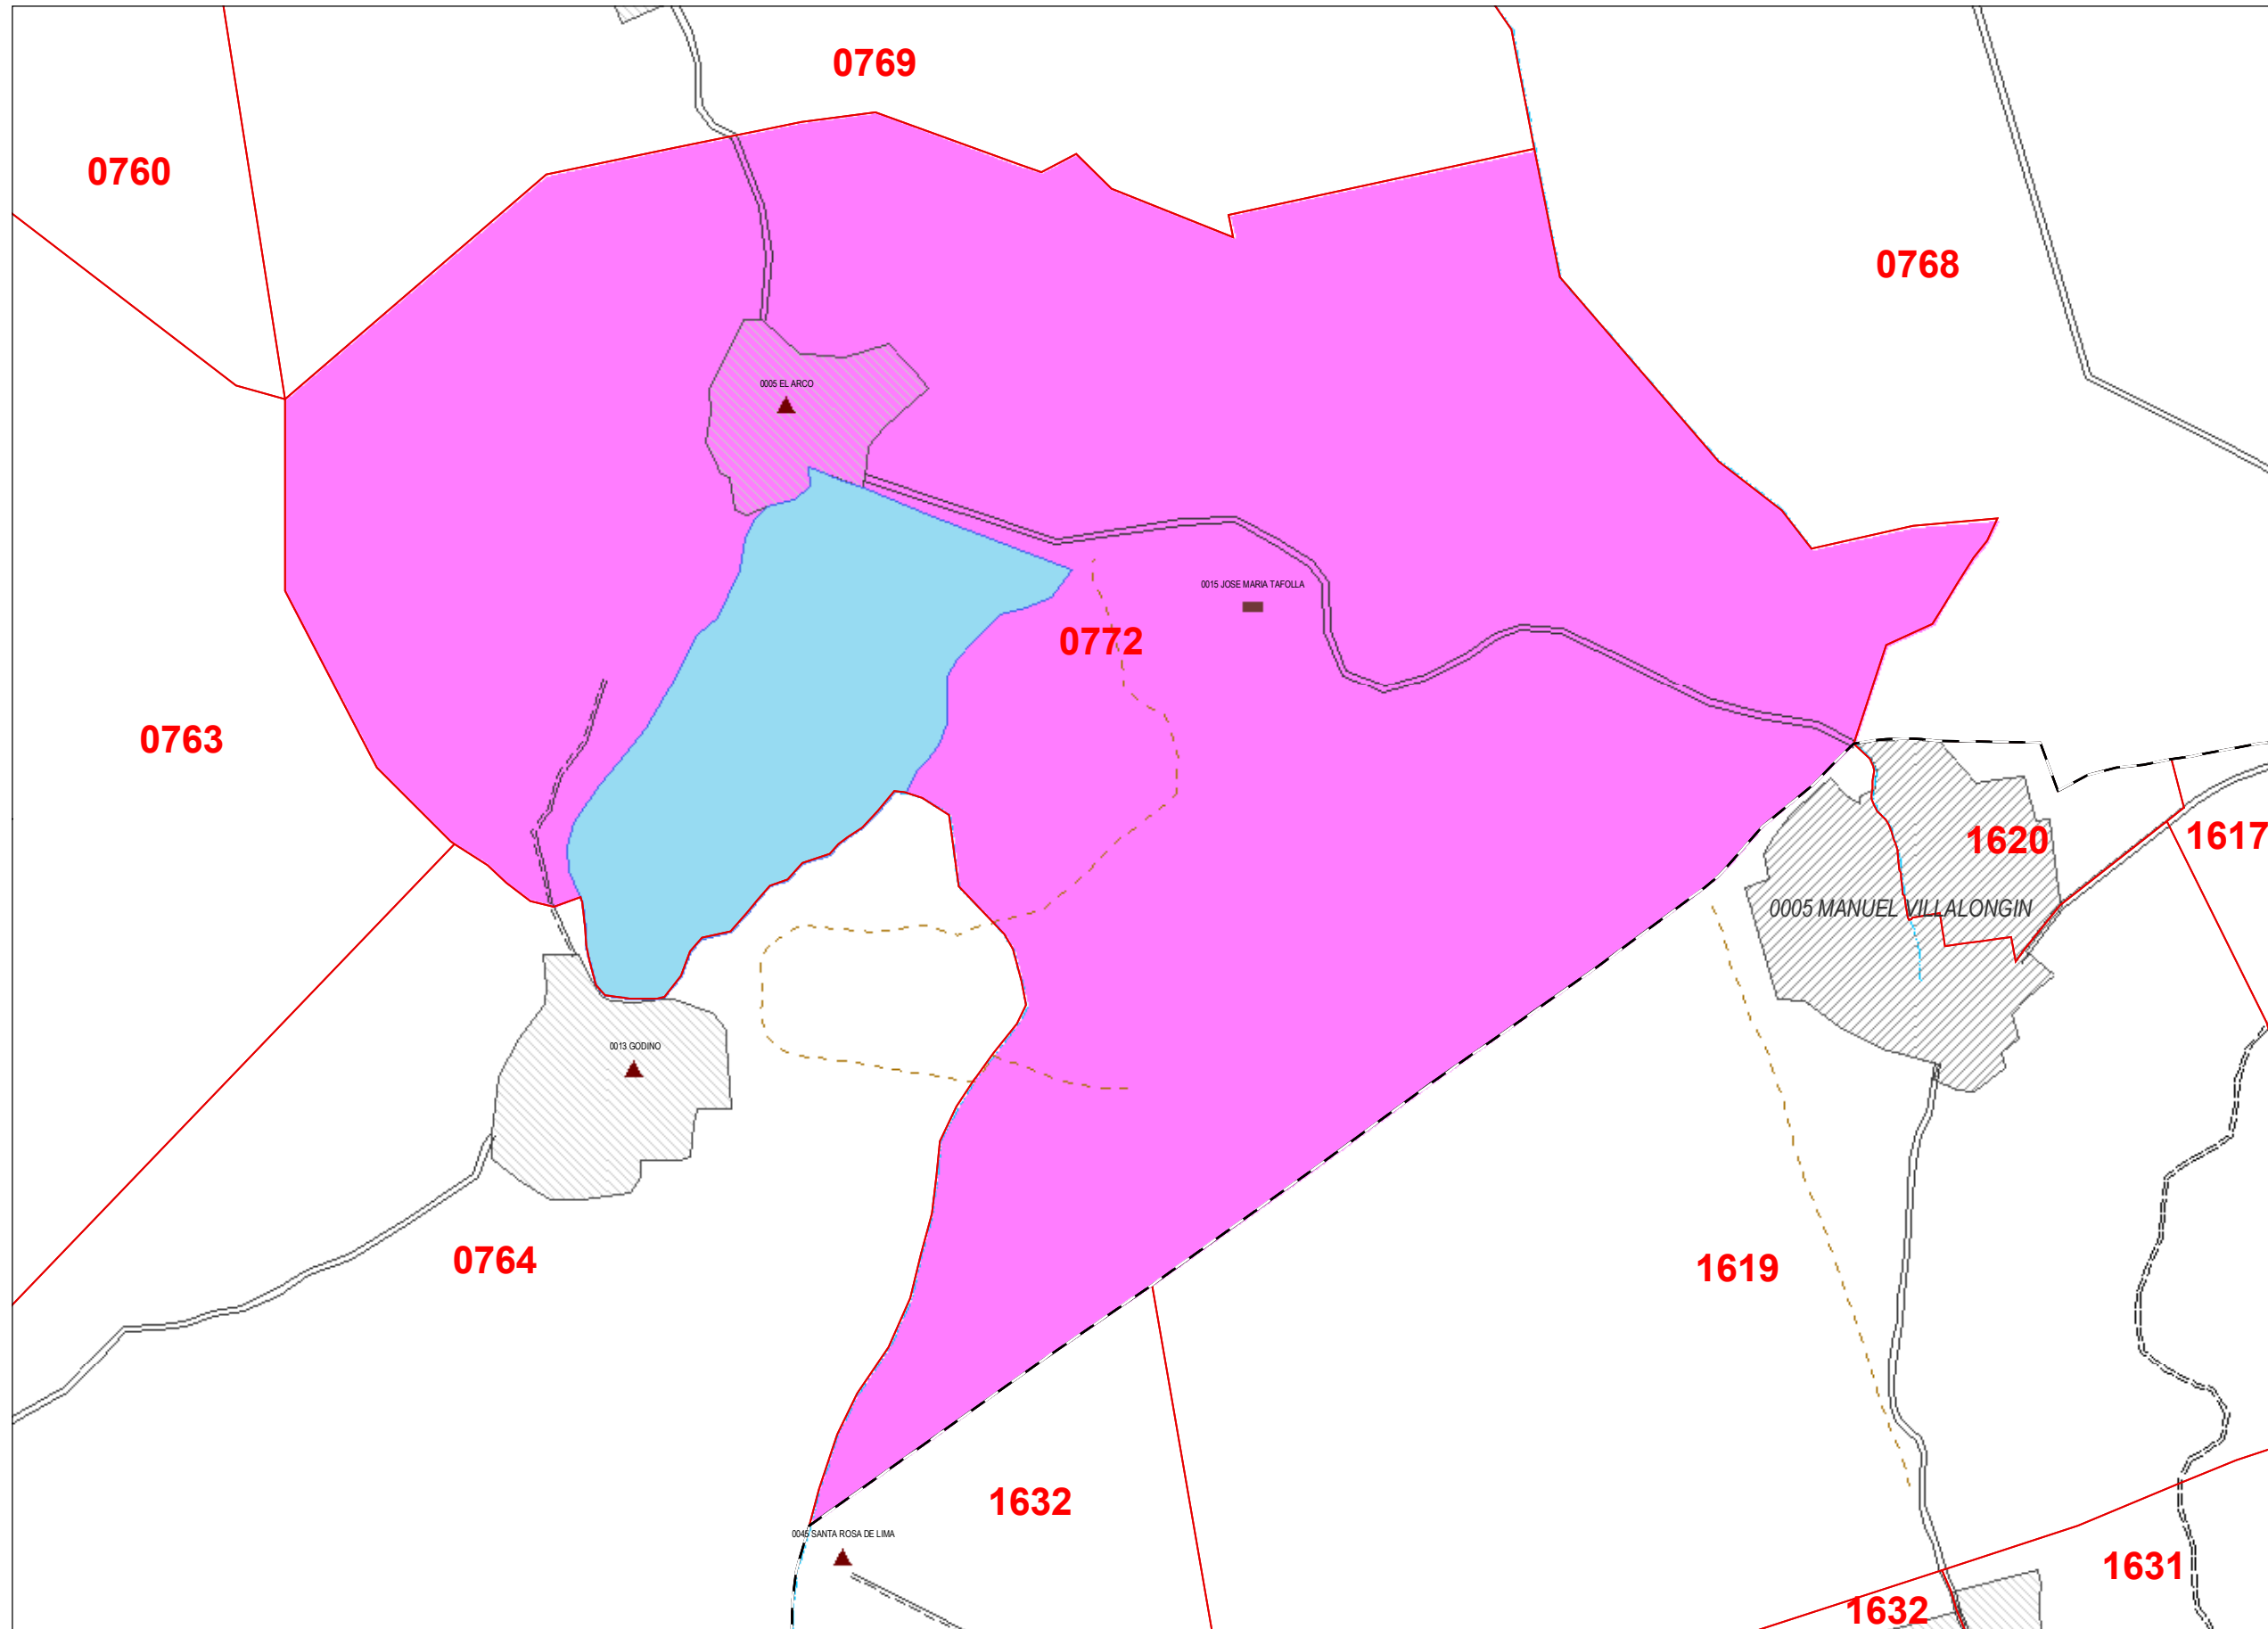 0769
0760
0768
0005 EL ARCO
0015 JOSE MARIA TAFOLLA
0772
0763
1620
1617
0005 MANUEL VILLALONGIN
0013 GODINO
0764
1619
1632
0045 SANTA ROSA DE LIMA
1631
1632